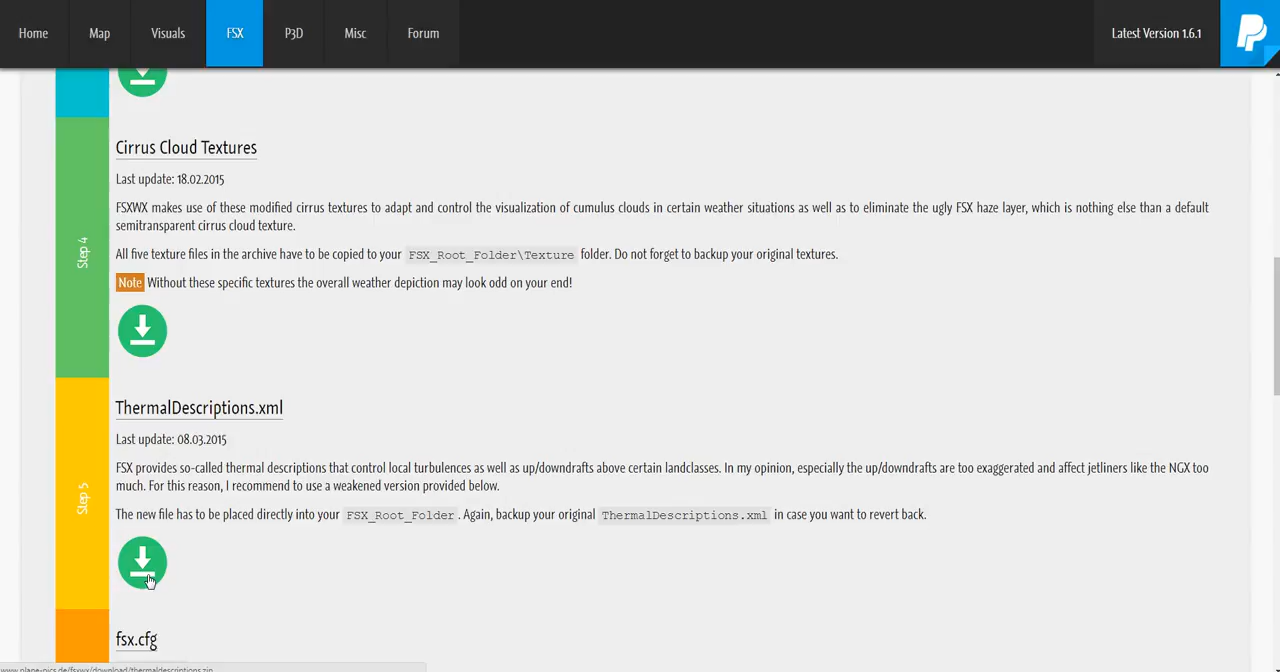 Home Map Visuals FSX P3D Misc Forum Latest Version 1.6.1
Cirrus Cloud Textures
Last update: 18.02.2015
FSXWX makes use of these modified cirrus textures to adapt and control the visualization of cumulus clouds in certain weather situations as well as to eliminate the ugly FSX haze layer, which is nothing else than a default
semitransparent cirrus cloud texture.
All five texture files in the archive have to be copied to your FSX_Root_Folder\Texture folder. Do not forget to backup your original textures.
Step 4
Note Without these specific textures the overall weather depiction may look odd on your end!
ThermalDescriptions.xml
Last update: 08.03.2015
FSX provides so-called thermal descriptions that control local turbulences as well as up/downdrafts above certain landclasses. In my opinion, especially the up/downdrafts are too exaggerated and affect jetliners like the NGX too
much. For this reason, I recommend to use a weakened version provided below.
Step 5
The new file has to be placed directly into your FSX_Root_Folder. Again, backup your original ThermalDescriptions.xml in case you want to revert back.
fsx.cfg
www.plane-pics.de/fsxwx/download/thermaldescriptions.zip